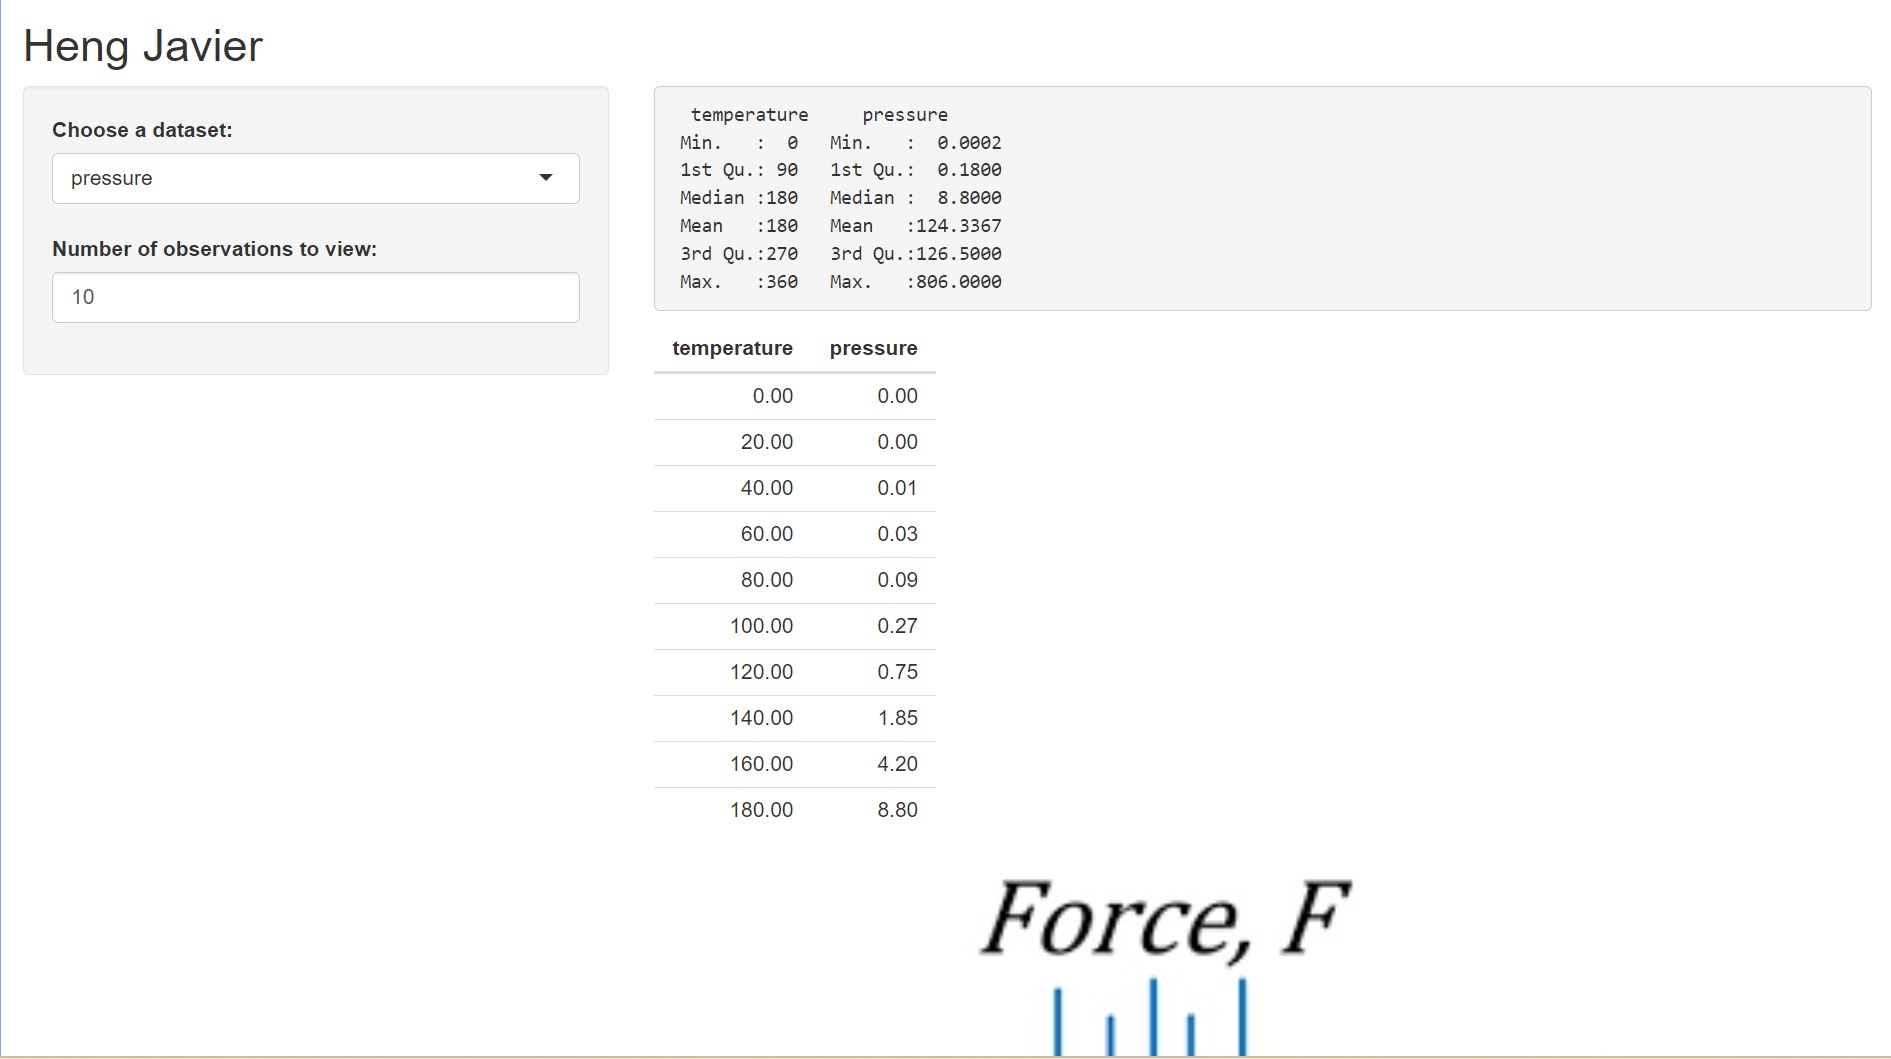 Heng Javier
Choose a dataset:
pressure
Number of observations to view:
10
temperature pressure
Min. : 0 Min. : 0.0002
1st Qu.: 90 1st Qu.: 0.1800
Median :180 Median : 8.8000
Mean :180 Mean :124.3367
3rd Qu.:270 3rd Qu.:126.5000
Max. :360 Max. :806.0000
temperature pressure
0.00 0.00
20.00 0.00
40.00 0.01
60.00 0.03
80.00 0.09
100.00 0.27
120.00 0.75
140.00 1.85
160.00 4.20
180.00 8.80
Force, F